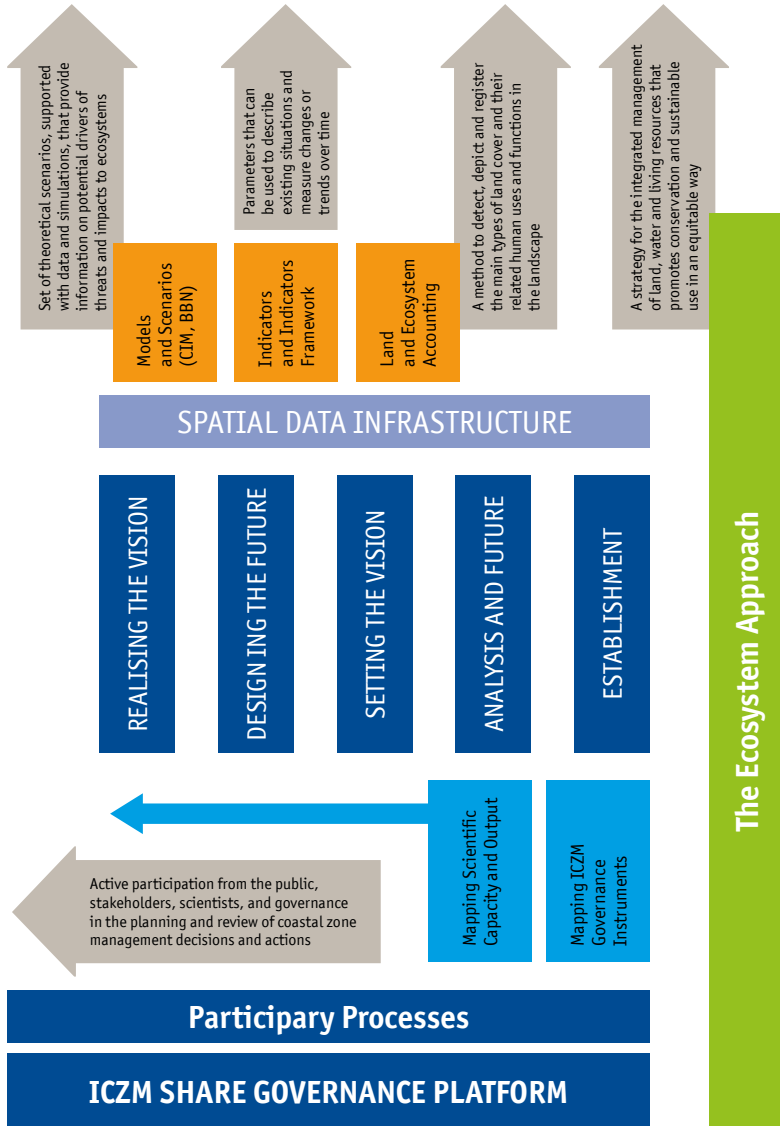 Set of theoretical scenarios, supported
with data and simulations, that provide
information on potential drivers of
threats and impacts to ecosystems
Parameters that can
be used to describe
existing situations and
measure changes or
trends over time
A method to detect, depict and register
the main types of land cover and their
related human uses and functions in
the landscape
A strategy for the integrated management
of land, water and living resources that
promotes conservation and sustainable
use in an equitable way
Models
and Scenarios
(CIM, BBN)
Indicators
and Indicators
Framework
Land
and Ecosystem
Accounting
SPATIAL DATA INFRASTRUCTURE
REALISING THE VISION
DESIGN ING THE FUTURE
SETTING THE VISION
ANALYSIS AND FUTURE
ESTABLISHMENT
The Ecosystem Approach
Active participation from the public,
stakeholders, scientists, and governance
in the planning and review of coastal zone
management decisions and actions
Mapping Scientific
Capacity and Output
Mapping ICZM
Governance
Instruments
Participary Processes
ICZM SHARE GOVERNANCE PLATFORM